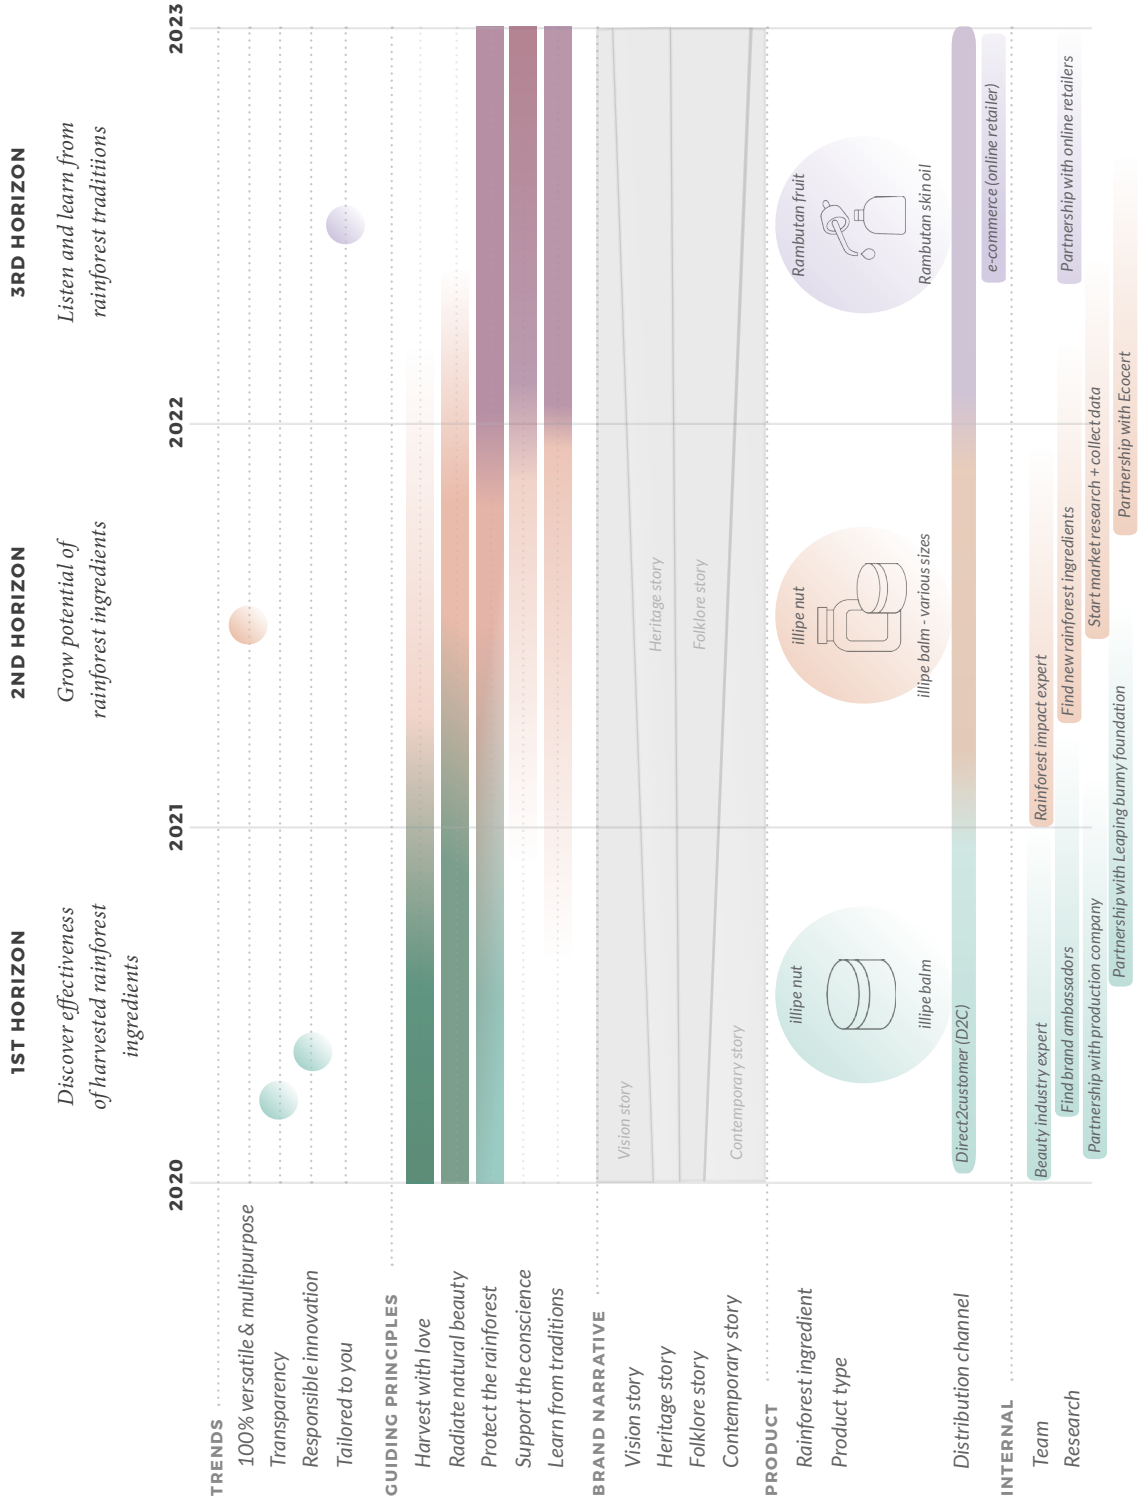 1ST HORIZON
Discover effectiveness
of harvested rainforest
ingredients
2ND HORIZON
Grow potential of
rainforest ingredients
3RD HORIZON
Listen and learn from
rainforest traditiions
2020
2021
2022
2023
TRENDS
100% versatile & multipurpose
Transparency
Responsible innovation
Tailored to you
GUIDING PRINCIPLES
Harvest with love
Radiate natural beauty
Protect the rainforest
Support the conscience
Learn from traditions
BRAND NARRATIVE
Vision story
Heritage story
Folklore story
Contemporary story
Vision story
Heritage story
Folklore story
Contemporary story
PRODUCT
Rainforest ingredient
Product type
illipe nut
illipe balm
illipe nut
illipe balm - various sizes
Rambutan fruit
Rambutan skin oil
Distribution channel
Direct2customer (D2C)
e-commerce (online retailer)
INTERNAL
Team
Research
Beauty industry expert
Rainforest impact expert
Find brand ambassadors
Find new rainforest ingredients
Partnership with online retailers
Partnership with production company
Start market research + collect data
Partnership with Leaping bunny foundation
Partnership with Ecocert